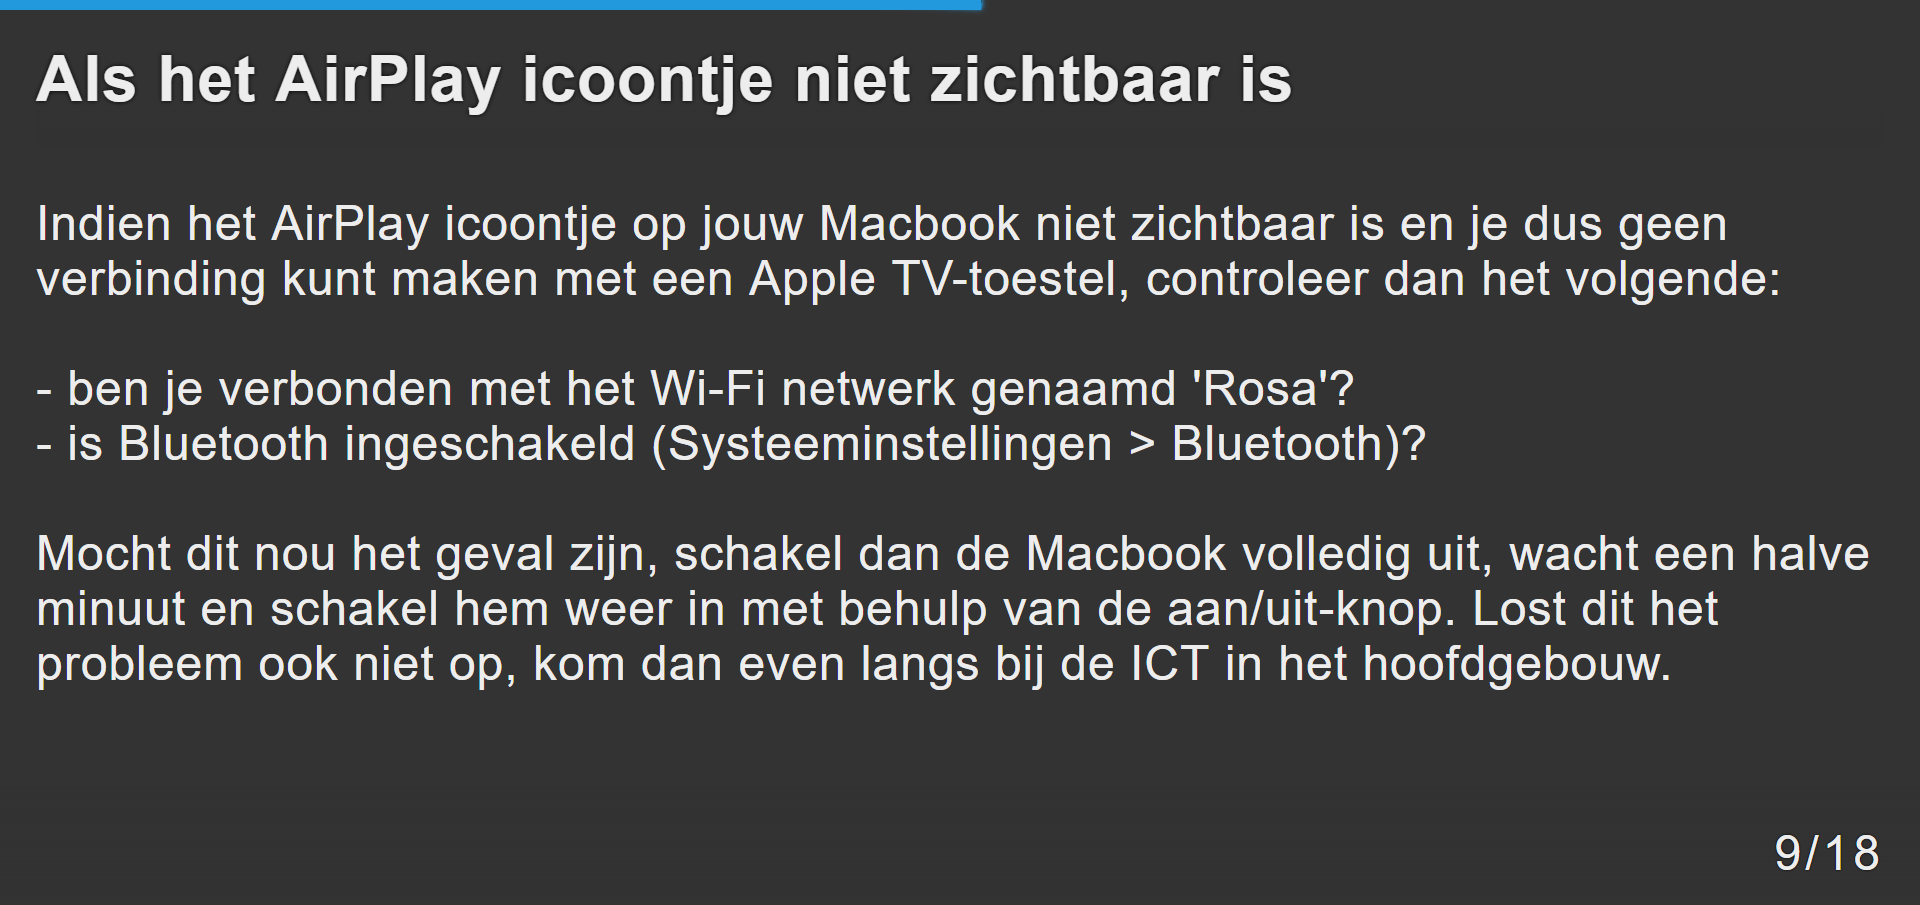 Als het AirPlay icoontje niet zichtbaar is
Indien het AirPlay icoontje op jouw Macbook niet zichtbaar is en je dus geen
verbinding kunt maken met een Apple TV-toestel, controleer dan het volgende:
- ben je verbonden met het Wi-Fi netwerk genaamd 'Rosa'?
- is Bluetooth ingeschakeld (Systeeminstellingen > Bluetooth)?
Mocht dit nou het geval zijn, schakel dan de Macbook volledig uit, wacht een halve
minuut en schakel hem weer in met behulp van de aan/uit-knop. Lost dit het
probleem ook niet op, kom dan even langs bij de ICT in het hoofdgebouw.
9/18